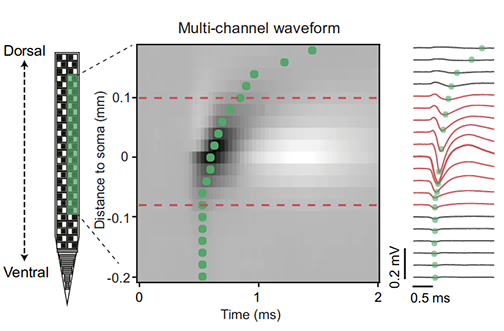 Multi-channel waveform
Dorsal
Ventral
Distance to soma (mm)
0.1
0
-0.1
-0.2
0
1
2
Time (ms)
0.2 mV
0.5 ms